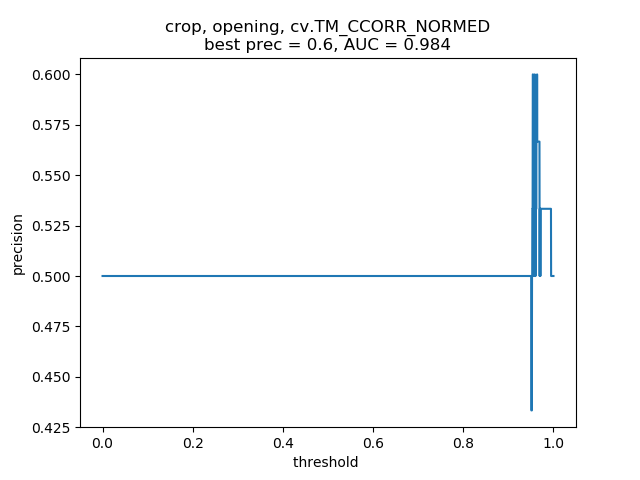 crop, opening, cv.TM_CCORR_NORMED
best prec = 0.6, AUC = 0.984
0.600
0.575
0.550
0.525
0.500
0.475
0.450
0.425
precision
0.0 0.2 0.4 0.6 0.8 1.0
threshold